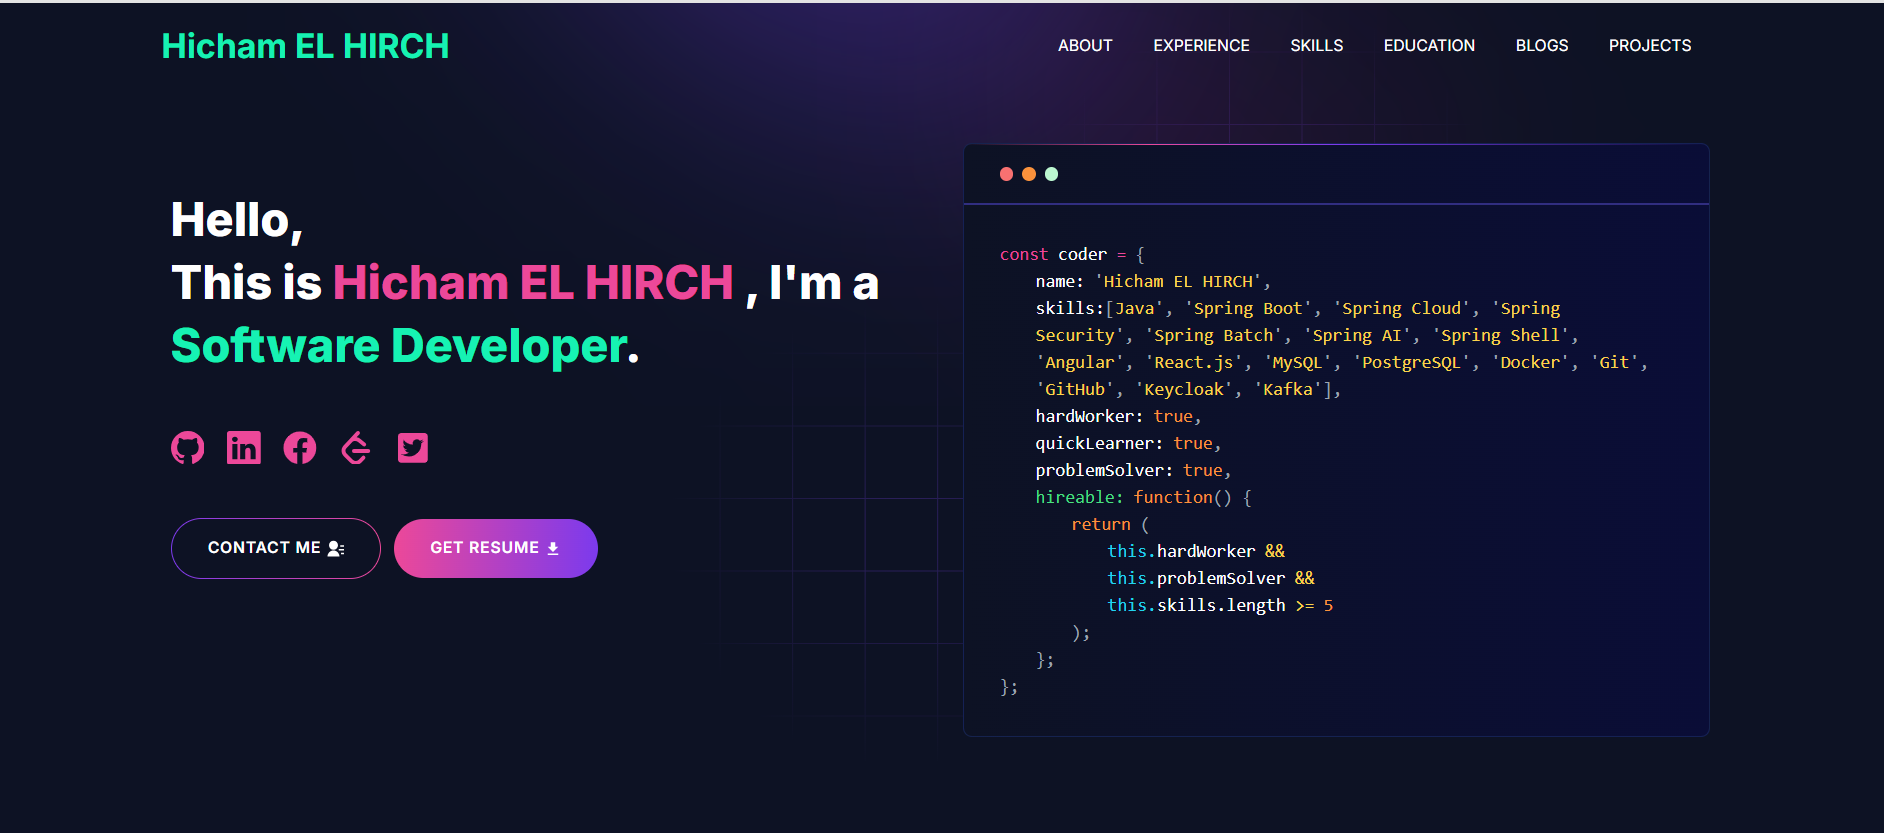 Hicham EL HIRCH
ABOUT
EXPERIENCE
SKILLS
EDUCATION
BLOGS
PROJECTS
Hello,
This is Hicham EL HIRCH , I'm a
Software Developer.
in
CONTACT ME
GET RESUME
const coder = {
name: 'Hicham EL HIRCH',
skills:[Java', 'Spring Boot', 'Spring Cloud', 'Spring
Security', 'Spring Batch', 'Spring AI', 'Spring Shell',
'Angular', 'React.js', 'MySQL', 'PostgreSQL', 'Docker', 'Git',
'GitHub', 'Keycloak', 'Kafka'],
hardWorker: true,
quickLearner: true,
problemSolver: true,
hireable: function() {
return (
this.hardWorker &&
this.problemSolver &&
this.skills.length >= 5
);
};
};